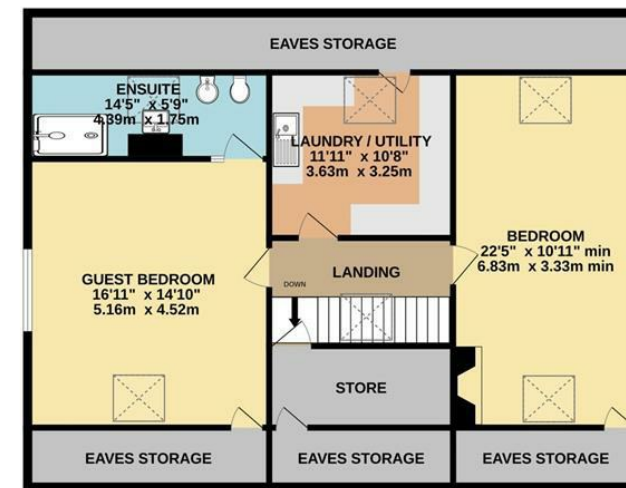 EAVES STORAGE
ENSUITE
14'5" x 5'9"
4.39m x 1.75m
LAUNDRY / UTILITY
11'11" x 10'8"
3.63m x 3.25m
BEDROOM
22'5" x 10'11" min
6.83m x 3.33m min
GUEST BEDROOM
16'11" x 14'10"
5.16m x 4.52m
LANDING
DOWN
STORE
EAVES STORAGE
EAVES STORAGE
EAVES STORAGE